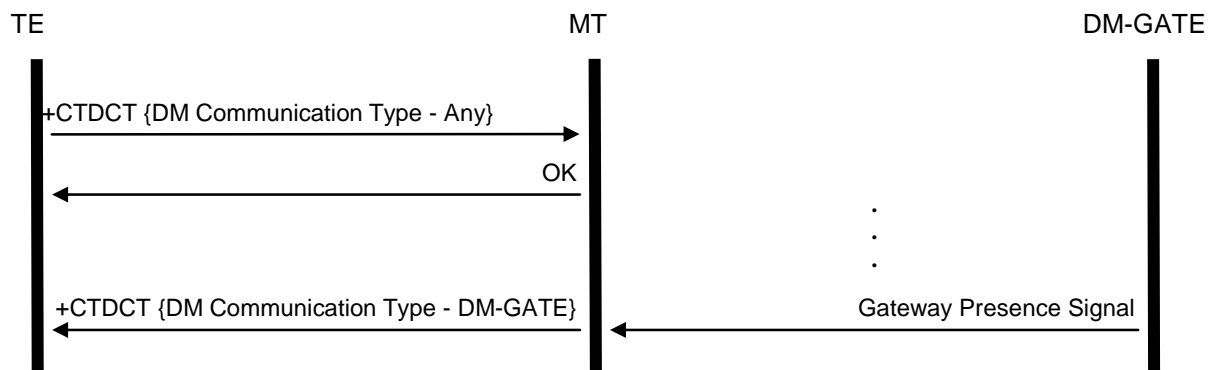 TE
MT
DM-GATE
+CTDCT {DM Communication Type - Any}
OK
.
.
.
+CTDCT {DM Communication Type - DM-GATE}
Gateway Presence Signal